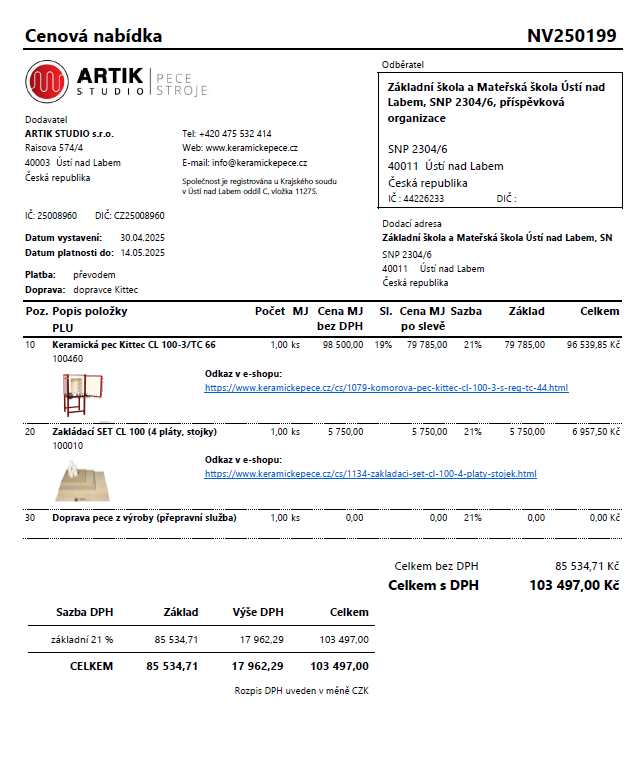 Cenová nabídka NV250199
ARTIK
STUDIO
PECE
STROJE
Dodavatel
ARTIK STUDIO s.r.o.
Raisova 574/4
40003 Ústí nad Labem
Česká republika
Tel: +420 475 532 414
Web: www.keramickepece.cz
E-mail: info@keramickepece.cz
Společnost je registrována u Krajského soudu
v Ústí nad Labem oddíl C, vložka 11275.
IČ: 25008960 DIČ: CZ25008960
Datum vystavení: 30.04.2025
Datum platnosti do: 14.05.2025
Platba: převodem
Doprava: dopravce Kittec
Odběratel
Základní škola a Mateřská škola Ústí nad
Labem, SNP 2304/6, příspěvková
organizace
SNP 2304/6
40011 Ústí nad Labem
Česká republika
IČ : 44226233 DIČ :
Dodací adresa
Základní škola a Mateřská škola Ústí nad Labem, SN
SNP 2304/6
40011 Ústí nad Labem
Česká republika
Poz. Popis položky Počet MJ Cena MJ Sl. Cena MJ Sazba Základ Celkem
PLU bez DPH po slevě
10 Keramická pec Kittec CL 100-3/TC 66 1,00 ks 98 500,00 19% 79 785,00 21% 79 785,00 96 539,85 Kč
100460
Odkaz v e-shopu:
https://www.keramickepece.cz/cs/1079-komorova-pec-kittec-cl-100-3-s-reg-tc-44.html
20 Zakládací SET CL 100 (4 pláty, stojky) 1,00 ks 5 750,00 5 750,00 21% 5 750,00 6 957,50 Kč
100010
Odkaz v e-shopu:
https://www.keramickepece.cz/cs/1134-zakladaci-set-cl-100-4-platy-stojek.html
30 Doprava pece z výroby (přepravní služba) 1,00 ks 0,00 0,00 21% 0,00 0,00 Kč
Celkem bez DPH 85 534,71 Kč
Celkem s DPH 103 497,00 Kč
Sazba DPH Základ Výše DPH Celkem
základní 21 % 85 534,71 17 962,29 103 497,00
CELKEM 85 534,71 17 962,29 103 497,00
Rozpis DPH uveden v měně CZK